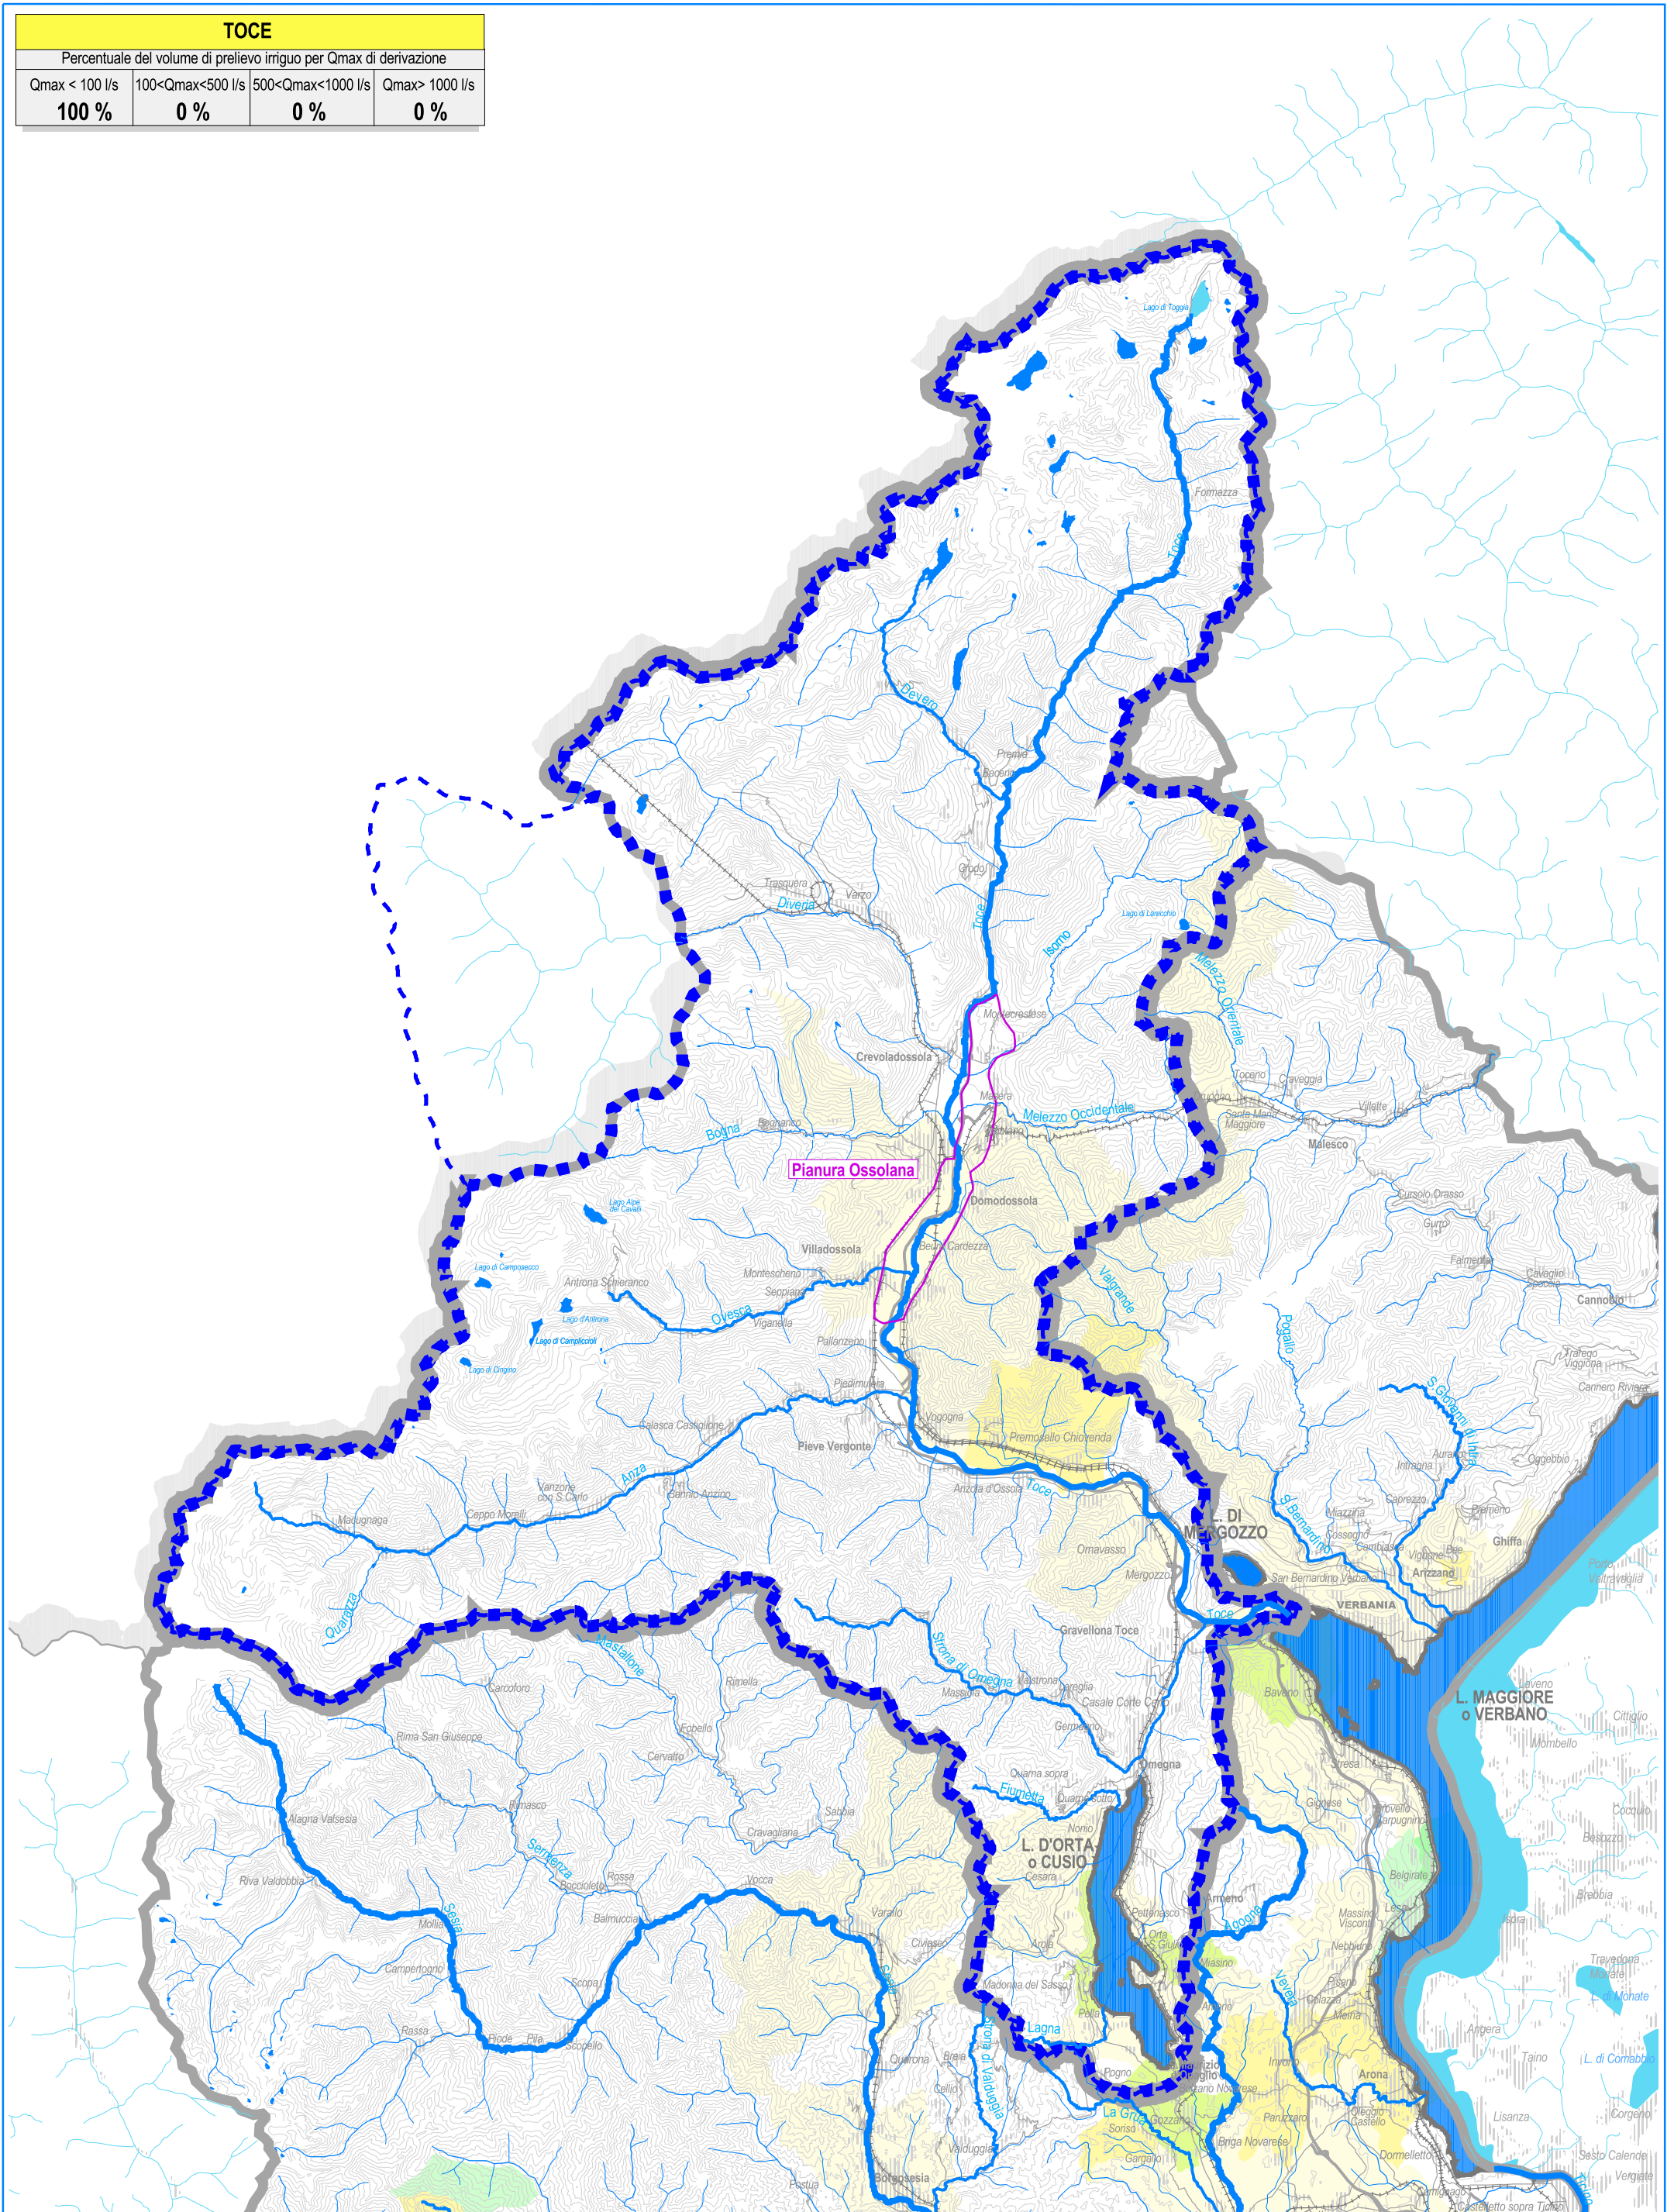 TOCE
Percentuale del volume di prelievo irriguo per Qmax di derivazione
Qmax < 100 l/s
100<Qmax<500 l/s
500<Qmax<1000 l/s
Qmax> 1000 l/s
100 %
0 %
0 %
0 %
Lago di Toggia
Formazza
Toce
Devero
Premia
Baceno
Crodo
Trasquera
Varzo
Diveria
Toce
Isorno
Lago di Larecchio
Melezzo Orientale
Montecrestese
Crevoladossola
Toceno
Craveggia
Masera
Melezzo Occidentale
Santa Maria
Maggiore
Villette
Re
Malesco
Bogna
Bognanco
Pianura Ossolana
Domodossola
Cursolo Orasso
Gurro
Lago Alpe
dei Cavalli
Villadossola
Beura Cardezza
Falmenta
Cavaglio
Spoccia
Cannobio
Lago di Camposecco
Antrona Schieranco
Montescheno
Seppiana
Valgrande
Lago d'Antrona
Ovesca
Viganella
Lago di Campliccioli
Pallanzeno
Pogallo
Trarego
Viggiona
Lago di Cingino
Piedimulera
Cannero Riviera
S. Giovanni di Intra
Calasca Castiglione
Vogogna
Premosello Chiovenda
Pieve Vergonte
Aurano
Intragna
Oggebbio
Anza
Bannio Anzino
Vanzone
con S.Carlo
Anzola d'Ossola
Toce
Caprezzo
Premeno
Macugnaga
Ceppo Morelli
L. DI
MERGOZZO
S.Bernardino
Miazzina
Cossogno
Cambiasca
Vignone
Bee
Ghiffa
Ornavasso
Mergozzo
San Bernardino Verbano
Arizzano
Porto
Valtravaglia
VERBANIA
Quarazza
Toce
Gravellona Toce
Mastallone
Strona di Omegna
Rimella
Carcoforo
Massiola
Valstrona
Loreglia
Casale Corte Cerro
Baveno
Laveno
L. MAGGIORE
o VERBANO
Cittiglio
Mombello
Rima San Giuseppe
Fobello
Germagno
Cervatto
Omegna
Stresa
Quarna sopra
Fiumetta
Quarna sotto
Rimasco
Alagna Valsesia
Sabbia
Gignese
Brovello
Carpugnino
Cocquio
Cravagliana
Nonio
L. D'ORTA
o CUSIO
Cesara
Besozzo
Sermenza
Rossa
Boccioleto
Riva Valdobbia
Vocca
Belgirate
Armeno
Lesa
Brebbia
Sesia
Mollia
Balmuccia
Varallo
Pettenasco
Agogna
Massino
Visconti
Ispra
Civiasco
Arola
Orta
S.Giulio
Nebbiuno
Travedona
Monate
Campertogno
Scopa
Sesia
Madonna del Sasso
Miasino
Vevera
Pisano
Colazza
Meina
L. di Monate
Pella
Ameno
Rassa
Piode
Pila
Scopello
Lagna
Strona di Valduggia
Angera
Quarona
Breia
Pogno
Invorio
Arona
Taino
L. di Comabbio
Cellio
Bolzano Novarese
La Grua
Gozzano
Soriso
Paruzzaro
Oleggio
Castello
Lisanza
Corgeno
Valduggia
Gargallo
Briga Novarese
Dormelletto
Sesto Calende
Postua
Borgosesia
Comignago
Vergiate
Castelletto sopra Ticino
Ticino